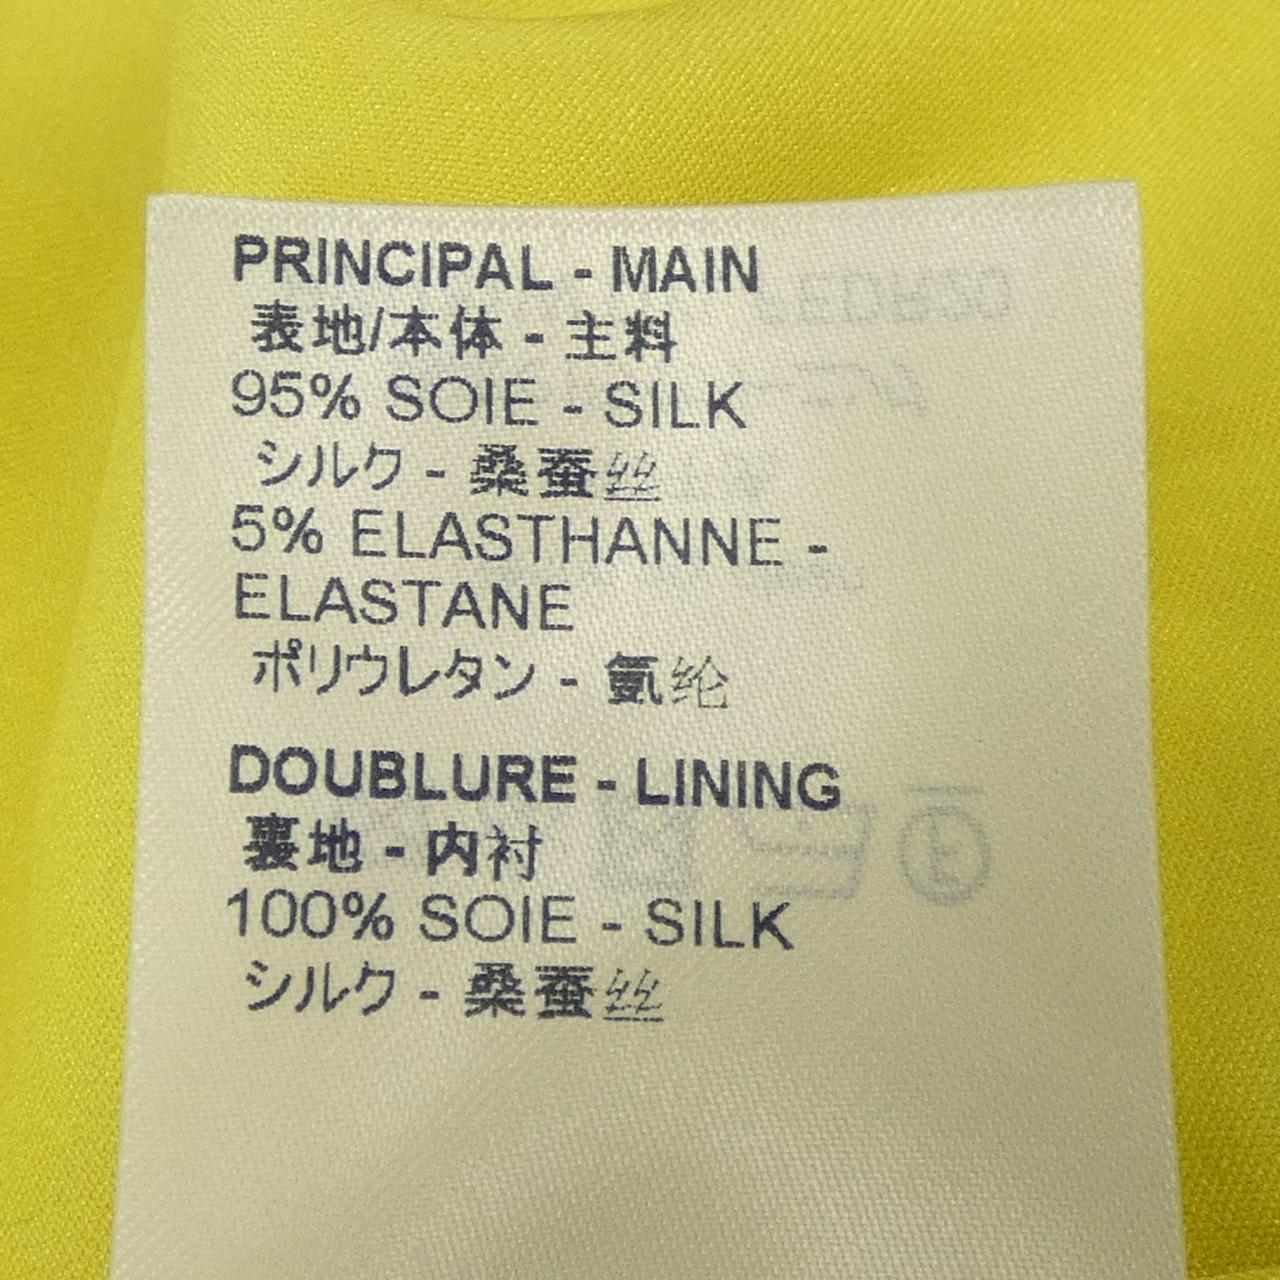 PRINCIPAL - MAIN
表地/本体 - 主料
95% SOIE - SILK
シルク - 桑蚕丝
5% ELASTHANNE -
ELASTANE
ポリウレタン - 氨纶
DOUBLURE - LINING
裏地 - 内衬
100% SOIE - SILK
シルク - 桑蚕丝